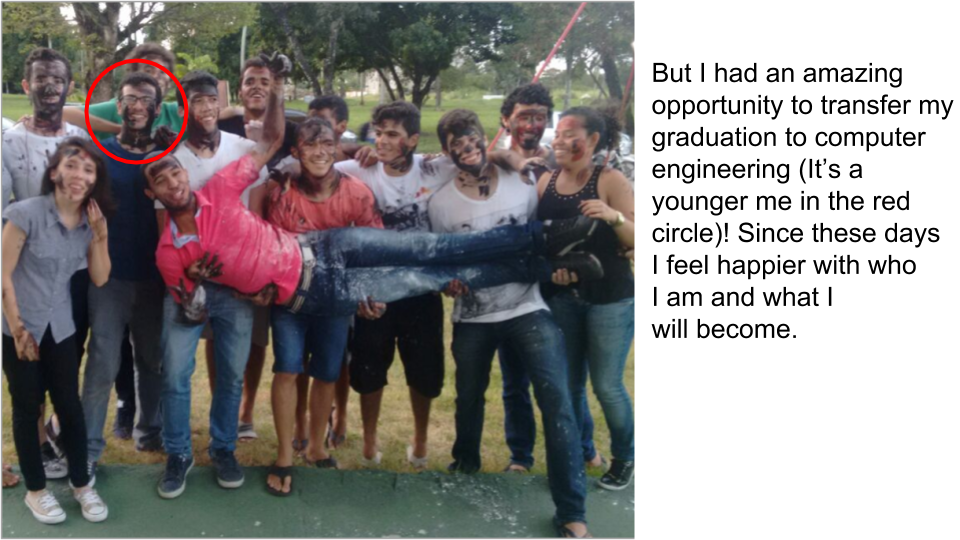 But I had an amazing
opportunity to transfer my
graduation to computer
engineering (It’s a
younger me in the red
circle)! Since these days
I feel happier with who
I am and what I
will become.